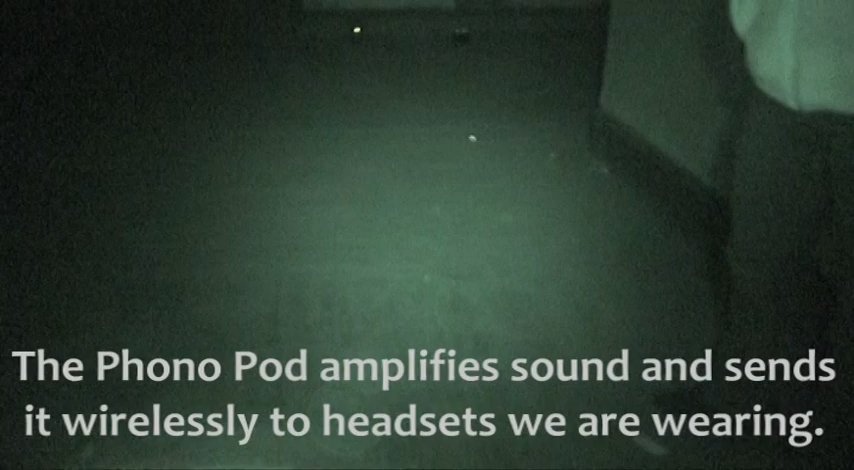 The Phono Pod amplifies sound and sends
it wirelessly to headsets we are wearing.